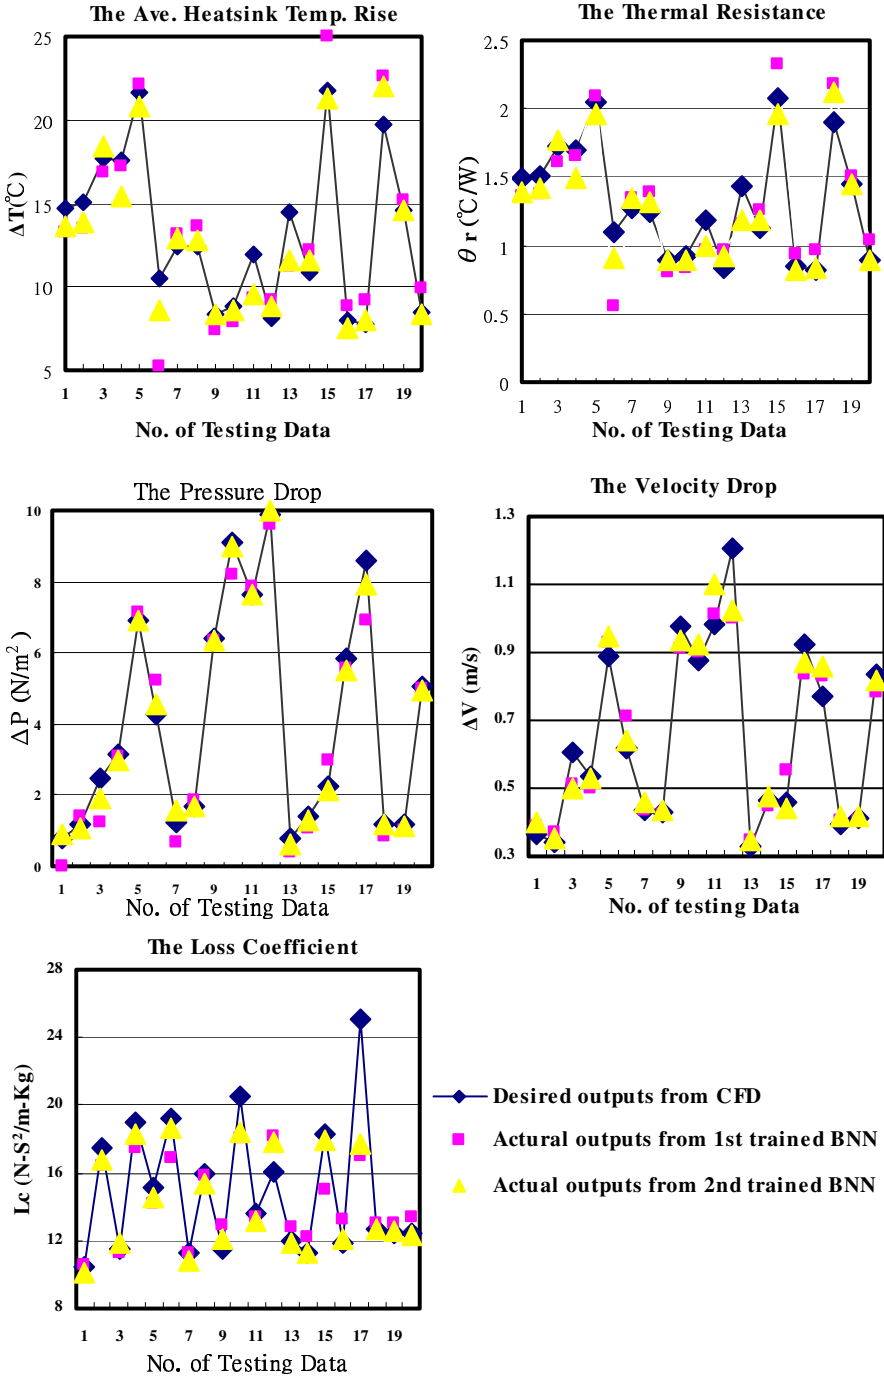 The Ave. Heatsink Temp. Rise
25
20
15
10
5
ΔT(℃)
1 3 5 7 9 11 13 15 17 19
No. of Testing Data
The Thermal Resistance
2.5
2
1.5
1
0.5
0
θ r (℃/W)
1 3 5 7 9 11 13 15 17 19
No. of Testing Data
The Pressure Drop
10
8
6
4
2
0
ΔP (N/m²)
1 3 5 7 9 11 13 15 17 19
No. of Testing Data
The Velocity Drop
1.3
1.1
0.9
0.7
0.5
0.3
ΔV (m/s)
1 3 5 7 9 11 13 15 17 19
No. of testing Data
The Loss Coefficient
28
24
20
16
12
8
Lc (N-S²/m-Kg)
1 3 5 7 9 11 13 15 17 19
No. of Testing Data
Desired outputs from CFD
Actural outputs from 1st trained BNN
Actual outputs from 2nd trained BNN